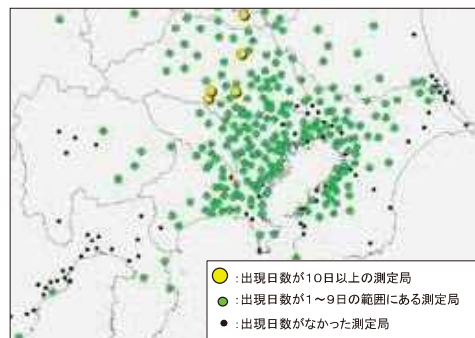 :出現日数が10日以上の測定局
:出現日数が1～9日の範囲にある測定局
:出現日数がなかった測定局